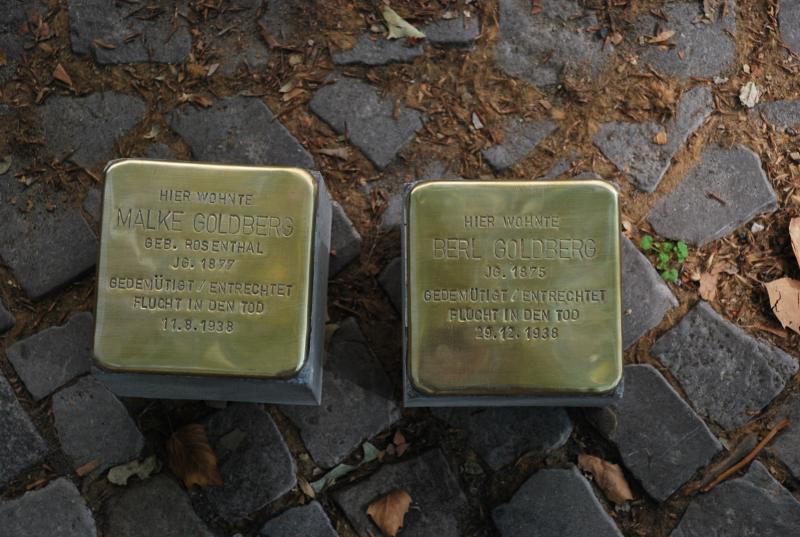 HIER WOHNTE
MALKE GOLDBERG
GEB. ROSENTHAL
JG. 1877
GEDEMÜTIGT / ENTRECHTET
FLUCHT IN DEN TOD
11.8.1938
HIER WOHNTE
BERL GOLDBERG
JG. 1875
GEDEMÜTIGT / ENTRECHTET
FLUCHT IN DEN TOD
29.12.1938